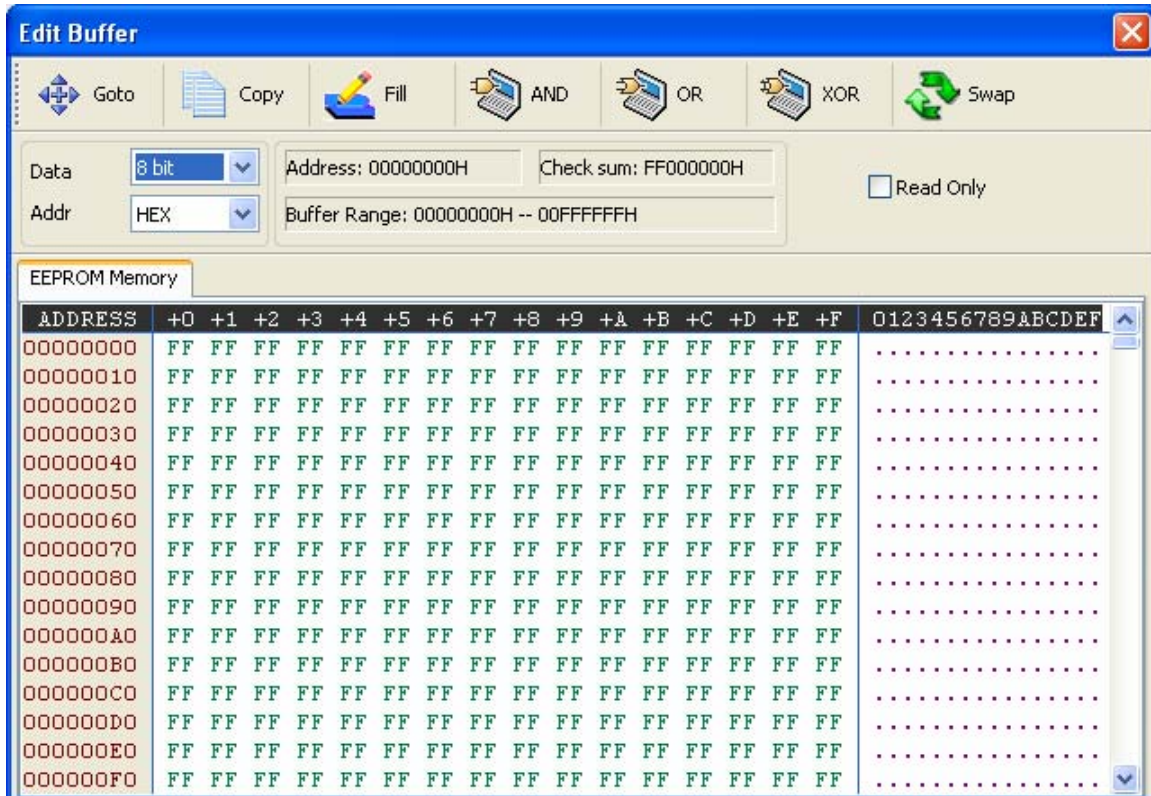 Edit Buffer
Goto Copy Fill AND OR XOR Swap
Data 8 bit Address: 00000000H Check sum: FF000000H
Read Only
Addr HEX Buffer Range: 00000000H -- 00FFFFFFH
EEPROM Memory
ADDRESS +0 +1 +2 +3 +4 +5 +6 +7 +8 +9 +A +B +C +D +E +F 0123456789ABCDEF
00000000 FF FF FF FF FF FF FF FF FF FF FF FF FF FF FF FF ................
00000010 FF FF FF FF FF FF FF FF FF FF FF FF FF FF FF FF ................
00000020 FF FF FF FF FF FF FF FF FF FF FF FF FF FF FF FF ................
00000030 FF FF FF FF FF FF FF FF FF FF FF FF FF FF FF FF ................
00000040 FF FF FF FF FF FF FF FF FF FF FF FF FF FF FF FF ................
00000050 FF FF FF FF FF FF FF FF FF FF FF FF FF FF FF FF ................
00000060 FF FF FF FF FF FF FF FF FF FF FF FF FF FF FF FF ................
00000070 FF FF FF FF FF FF FF FF FF FF FF FF FF FF FF FF ................
00000080 FF FF FF FF FF FF FF FF FF FF FF FF FF FF FF FF ................
00000090 FF FF FF FF FF FF FF FF FF FF FF FF FF FF FF FF ................
000000A0 FF FF FF FF FF FF FF FF FF FF FF FF FF FF FF FF ................
000000B0 FF FF FF FF FF FF FF FF FF FF FF FF FF FF FF FF ................
000000C0 FF FF FF FF FF FF FF FF FF FF FF FF FF FF FF FF ................
000000D0 FF FF FF FF FF FF FF FF FF FF FF FF FF FF FF FF ................
000000E0 FF FF FF FF FF FF FF FF FF FF FF FF FF FF FF FF ................
000000F0 FF FF FF FF FF FF FF FF FF FF FF FF FF FF FF FF ................